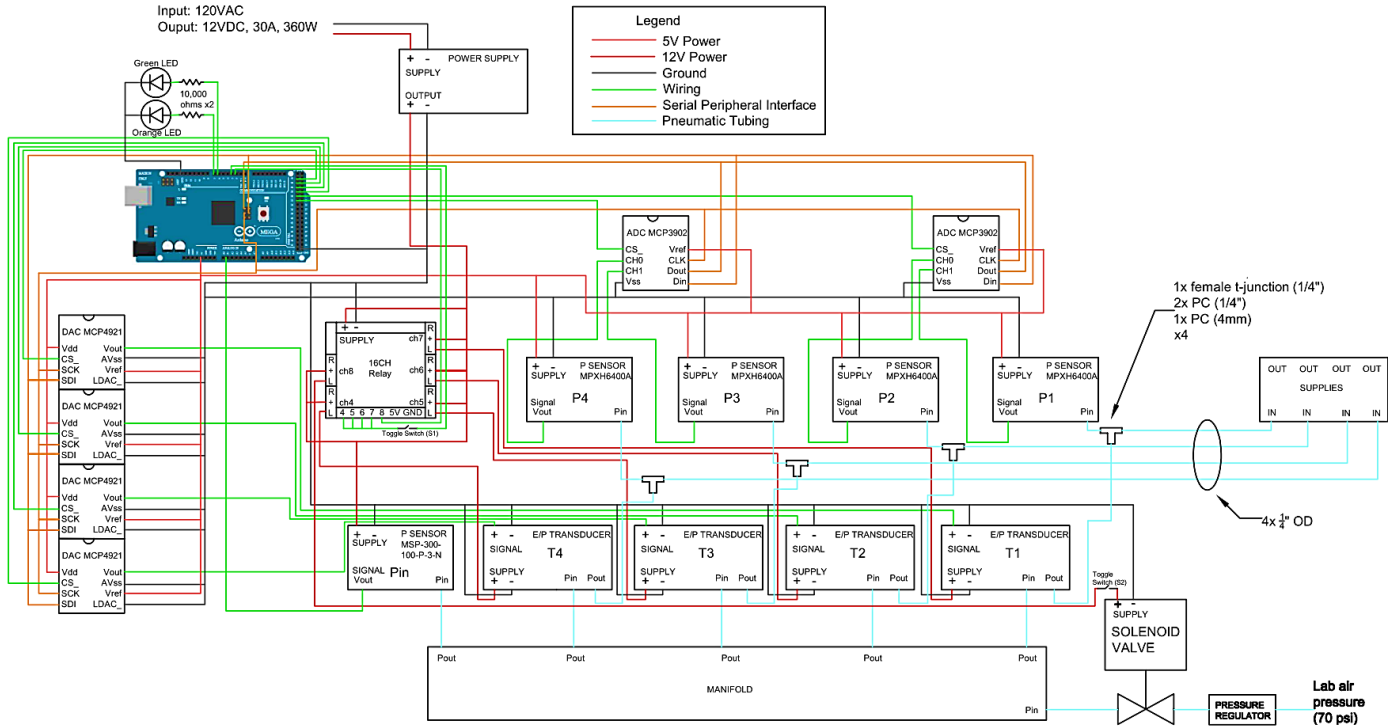 Input: 120VAC
Ouput: 12VDC, 30A, 360W
+ - POWER SUPPLY
SUPPLY
OUTPUT
+ -
Legend
5V Power
12V Power
Ground
Wiring
Serial Peripheral Interface
Pneumatic Tubing
Green LED
10,000
ohms x2
Orange LED
MEGA
ADC MCP3902
CS_ Vref
CH0 CLK
CH1 Dout
Vss Din
ADC MCP3902
CS_ Vref
CH0 CLK
CH1 Dout
Vss Din
1x female t-junction (1/4")
2x PC (1/4")
1x PC (4mm)
x4
DAC MCP4921
Vdd Vout
CS_ AVss
SCK Vref
SDI LDAC_
DAC MCP4921
Vdd Vout
CS_ AVss
SCK Vref
SDI LDAC_
DAC MCP4921
Vdd Vout
CS_ AVss
SCK Vref
SDI LDAC_
DAC MCP4921
Vdd Vout
CS_ AVss
SCK Vref
SDI LDAC_
+ - R
SUPPLY ch7 +
16CH L
Relay
R R
+ ch8 ch6 +
L L
R R
+ ch4 ch5 +
L 4 5 6 7 8 5V GND L
Toggle Switch (S1)
+ - P SENSOR
SUPPLY MPXH6400A
P4
Signal
Vout Pin
+ - P SENSOR
SUPPLY MPXH6400A
P3
Signal
Vout Pin
+ - P SENSOR
SUPPLY MPXH6400A
P2
Signal
Vout Pin
+ - P SENSOR
SUPPLY MPXH6400A
P1
Signal
Vout Pin
OUT OUT OUT OUT
SUPPLIES
IN IN IN IN
4x ¼" OD
+ - P SENSOR
SUPPLY MSP-300-
100-P-3-N
SIGNAL Pin
Vout Pin
+ - E/P TRANSDUCER
SIGNAL T4
SUPPLY
+ - Pin Pout
+ - E/P TRANSDUCER
SIGNAL T3
SUPPLY
+ - Pin Pout
+ - E/P TRANSDUCER
SIGNAL T2
SUPPLY
+ - Pin Pout
+ - E/P TRANSDUCER
SIGNAL T1
SUPPLY
+ - Pin Pout
Toggle
Switch (S2)
+ -
SUPPLY
SOLENOID
VALVE
Pout Pout Pout Pout Pout
MANIFOLD
Pin
PRESSURE
REGULATOR
Lab air
pressure
(70 psi)